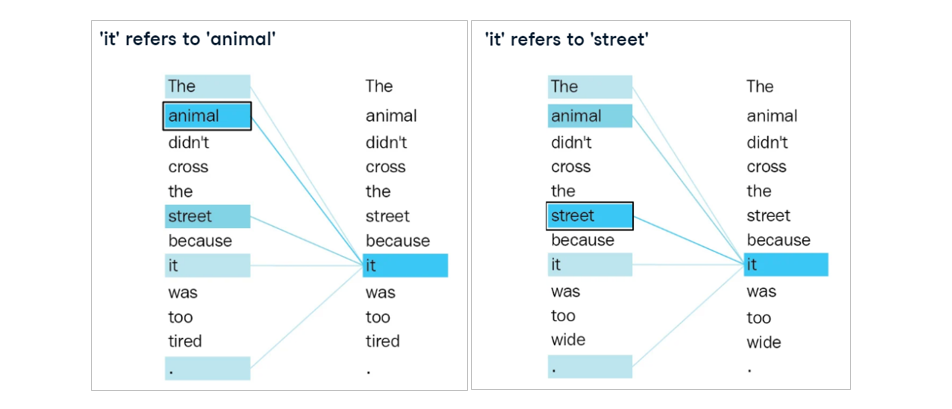 'it' refers to 'animal'
The The
animal animal
didn't didn't
cross cross
the the
street street
because because
it it
was was
too too
tired tired
. .
'it' refers to 'street'
The The
animal animal
didn't didn't
cross cross
the the
street street
because because
it it
was was
too too
wide wide
. .